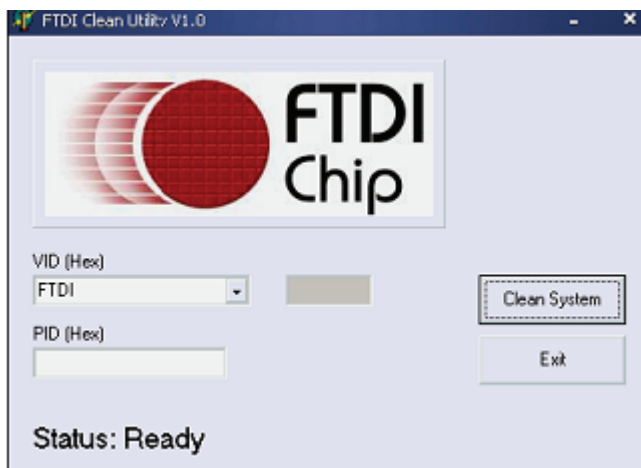 FTDI Clean Utility V1.0
FTDI
Chip
VID (Hex)
FTDI
Clean System
PID (Hex)
Exit
Status: Ready